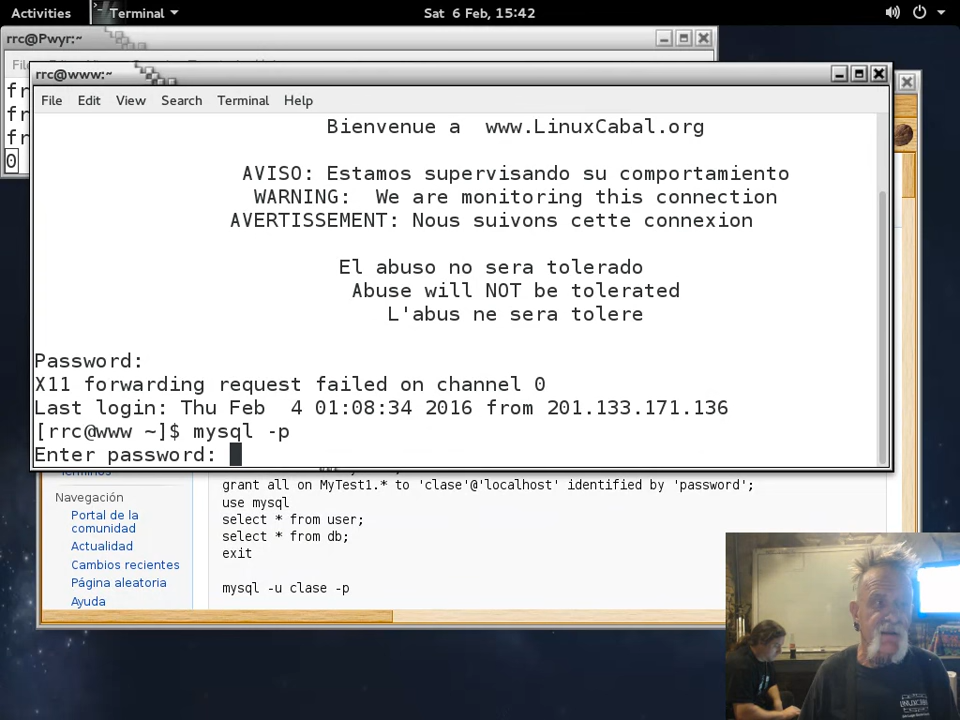 Activities
Terminal
Sat 6 Feb, 15:42
rrc@Pwyr:~
rrc@www:~
File Edit View Search Terminal Help
Bienvenue a www.LinuxCabal.org
AVISO: Estamos supervisando su comportamiento
WARNING: We are monitoring this connection
AVERTISSEMENT: Nous suivons cette connexion
El abuso no sera tolerado
Abuse will NOT be tolerated
L'abus ne sera tolere
Password:
X11 forwarding request failed on channel 0
Last login: Thu Feb 4 01:08:34 2016 from 201.133.171.136
[rrc@www ~]$ mysql -p
Enter password:
0
grant all on MyTest1.* to 'clase'@'localhost' identified by 'password';
use mysql
select * from user;
select * from db;
exit
mysql -u clase -p
Navegación
Portal de la
comunidad
Actualidad
Cambios recientes
Página aleatoria
Ayuda